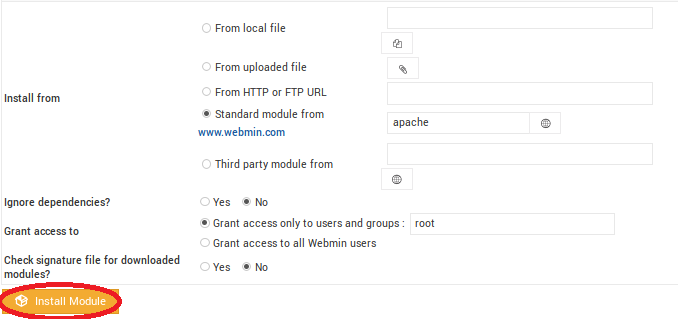 From local file
From uploaded file
Install from
From HTTP or FTP URL
Standard module from
www.webmin.com
apache
Third party module from
Ignore dependencies?
Yes No
Grant access to
Grant access only to users and groups : root
Grant access to all Webmin users
Check signature file for downloaded
modules?
Yes No
Install Module